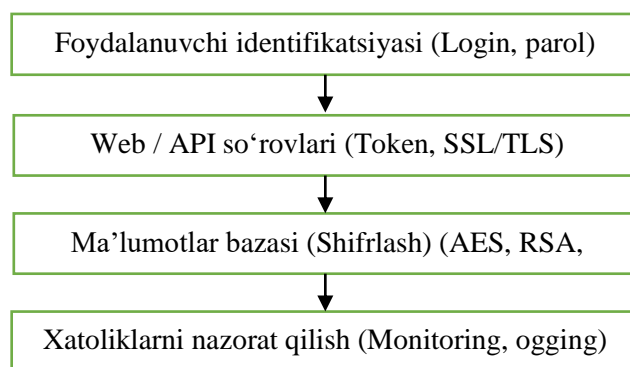 Foydalanuvchi identifikatsiyasi (Login, parol)
Web / API so‘rovlari (Token, SSL/TLS)
Ma’lumotlar bazasi (Shifrlash) (AES, RSA,
Xatoliklarni nazorat qilish (Monitoring, ogging)